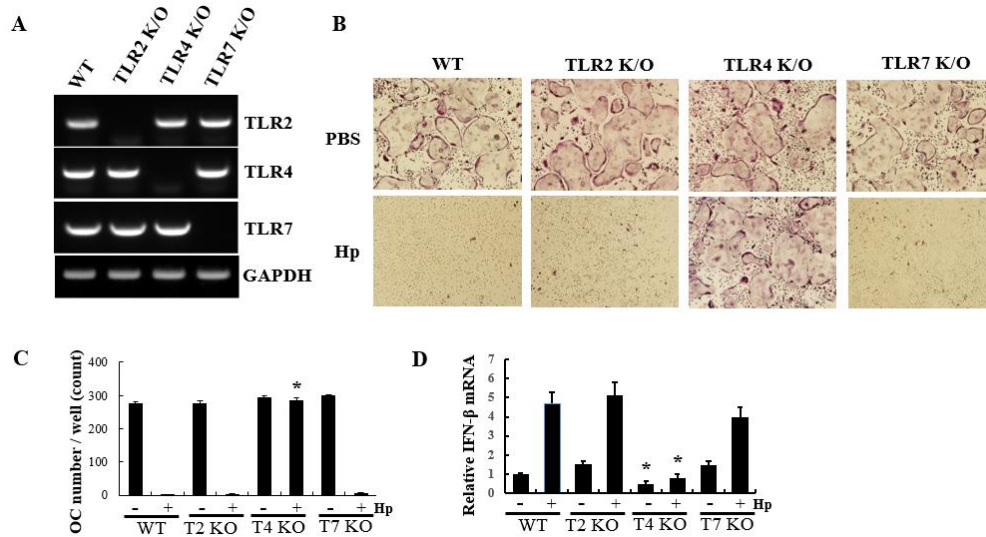 A
WT
TLR2 K/O
TLR4 K/O
TLR7 K/O
TLR2
TLR4
TLR7
GAPDH
B
WT TLR2 K/O TLR4 K/O TLR7 K/O
PBS
Hp
C
OC number / well (count)
400
300
200
100
0
*
- + - + - + - + Hp
WT T2 KO T4 KO T7 KO
D
Relative IFN-β mRNA
7
6
5
4
3
2
1
0
* *
- + - + - + - + Hp
WT T2 KO T4 KO T7 KO